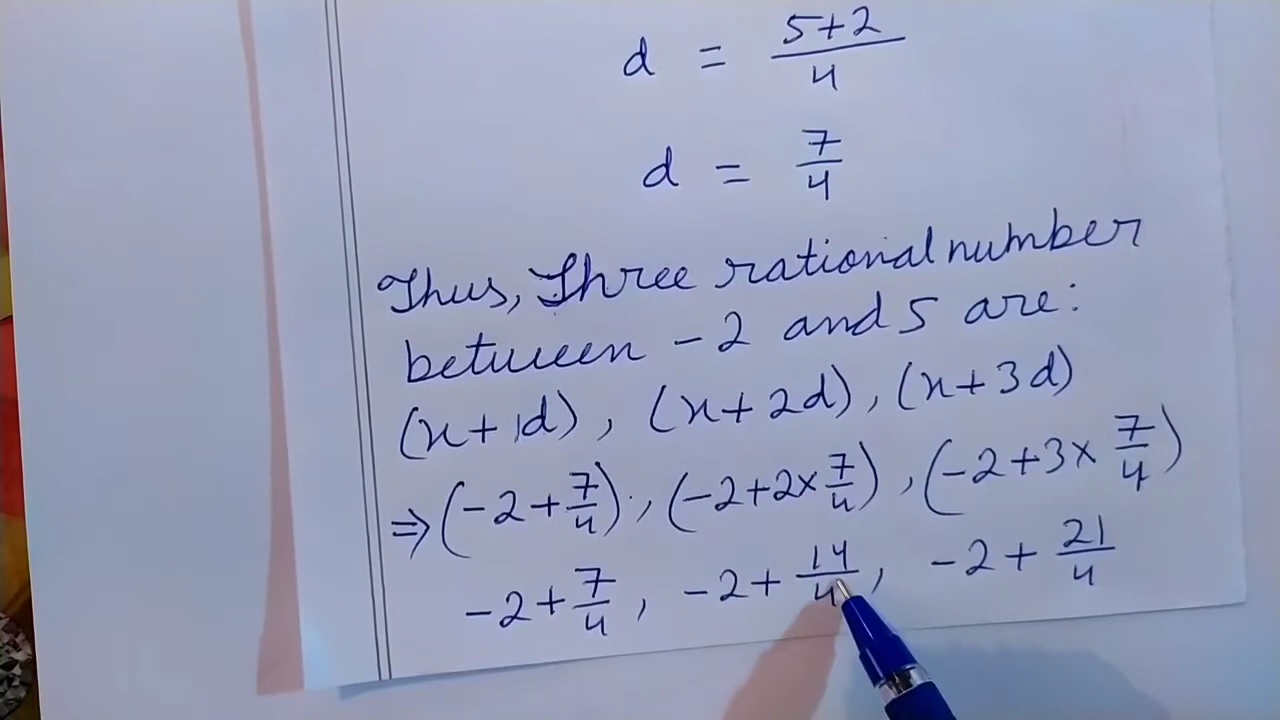 d = 5+2/4
d = 7/4
Thus, Three rational number
between -2 and 5 are:
(x+1d), (x+2d), (x+3d)
⇒ (-2+7/4), (-2+2×7/4), (-2+3×7/4)
-2+7/4, -2+14/4, -2+21/4